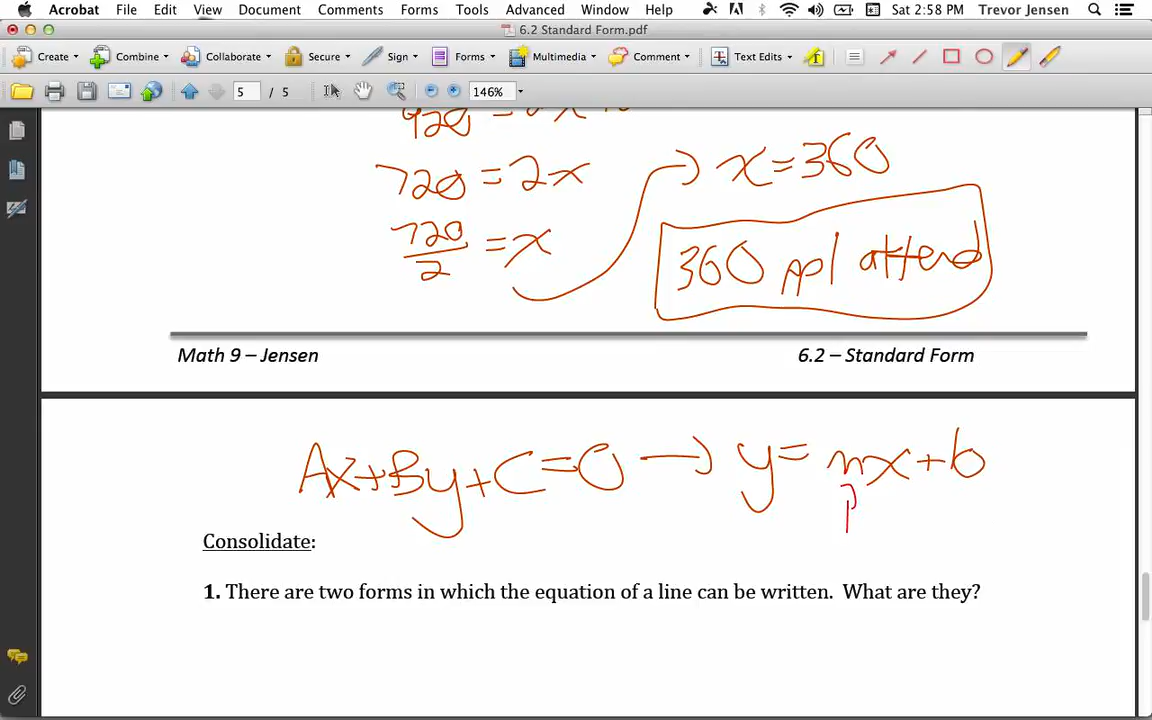 Acrobat File Edit View Document Comments Forms Tools Advanced Window Help Sat 2:58 PM Trevor Jensen
6.2 Standard Form.pdf
Create Combine Collaborate Secure Sign Forms Multimedia Comment Text Edits
5 / 5 146%
920 = 2x
720 = 2x → x = 360
720/2 = x
360 ppl attend
Math 9 – Jensen 6.2 – Standard Form
Ax+By+C=0 → y= mx+b
Consolidate:
1. There are two forms in which the equation of a line can be written. What are they?